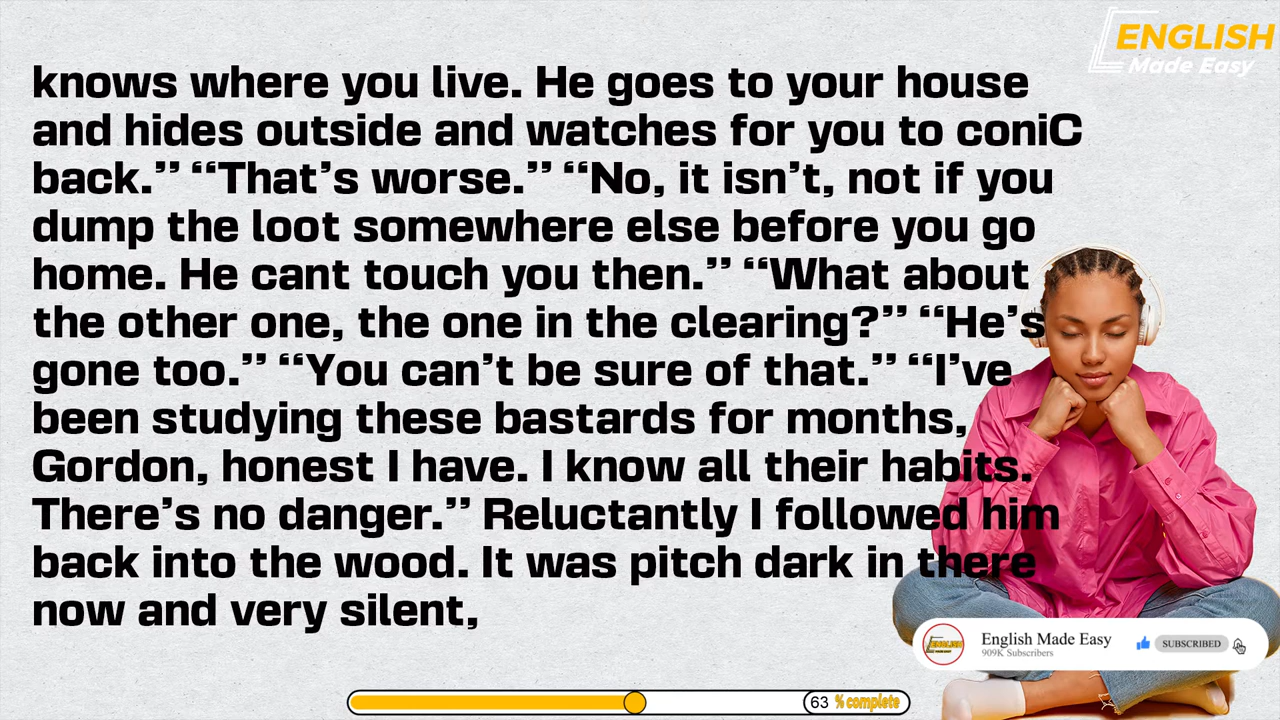 ENGLISH
Made Easy
knows where you live. He goes to your house
and hides outside and watches for you to coniC
back.” “That’s worse.” “No, it isn’t, not if you
dump the loot somewhere else before you go
home. He cant touch you then.” “What about
the other one, the one in the clearing?” “He’s
gone too.” “You can’t be sure of that.” “I’ve
been studying these bastards for months,
Gordon, honest I have. I know all their habits.
There’s no danger.” Reluctantly I followed him
back into the wood. It was pitch dark in there
now and very silent,
English Made Easy
909K Subscribers
SUBSCRIBED
63 % complete